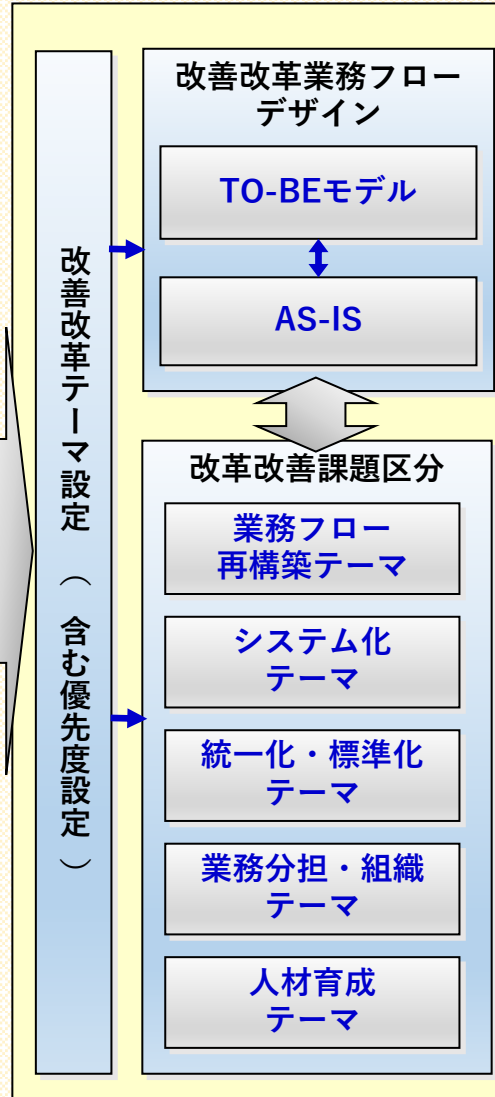 改善改革テーマ設定(含む優先度設定)
改善改革業務フロー
デザイン
TO-BEモデル
AS-IS
改革改善課題区分
業務フロー
再構築テーマ
システム化
テーマ
統一化・標準化
テーマ
業務分担・組織
テーマ
人材育成
テーマ